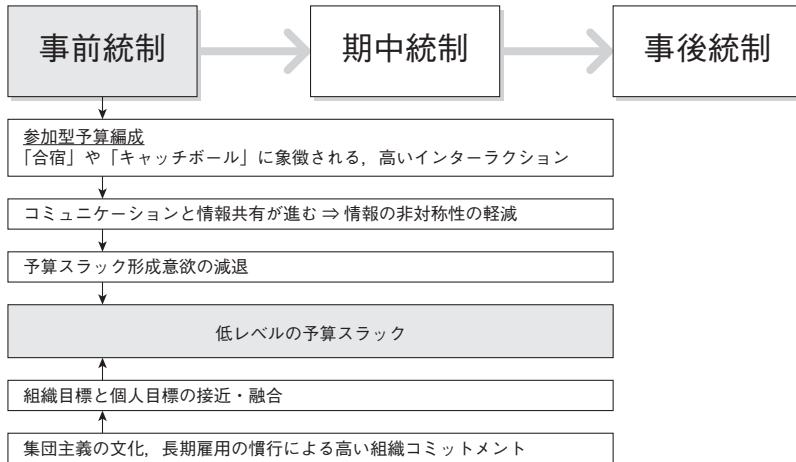 事前統制
期中統制
事後統制
参加型予算編成
「合宿」や「キャッチボール」に象徴される，高いインターラクション
コミュニケーションと情報共有が進む ⇒ 情報の非対称性の軽減
予算スラック形成意欲の減退
低レベルの予算スラック
組織目標と個人目標の接近・融合
集団主義の文化，長期雇用の慣行による高い組織コミットメント